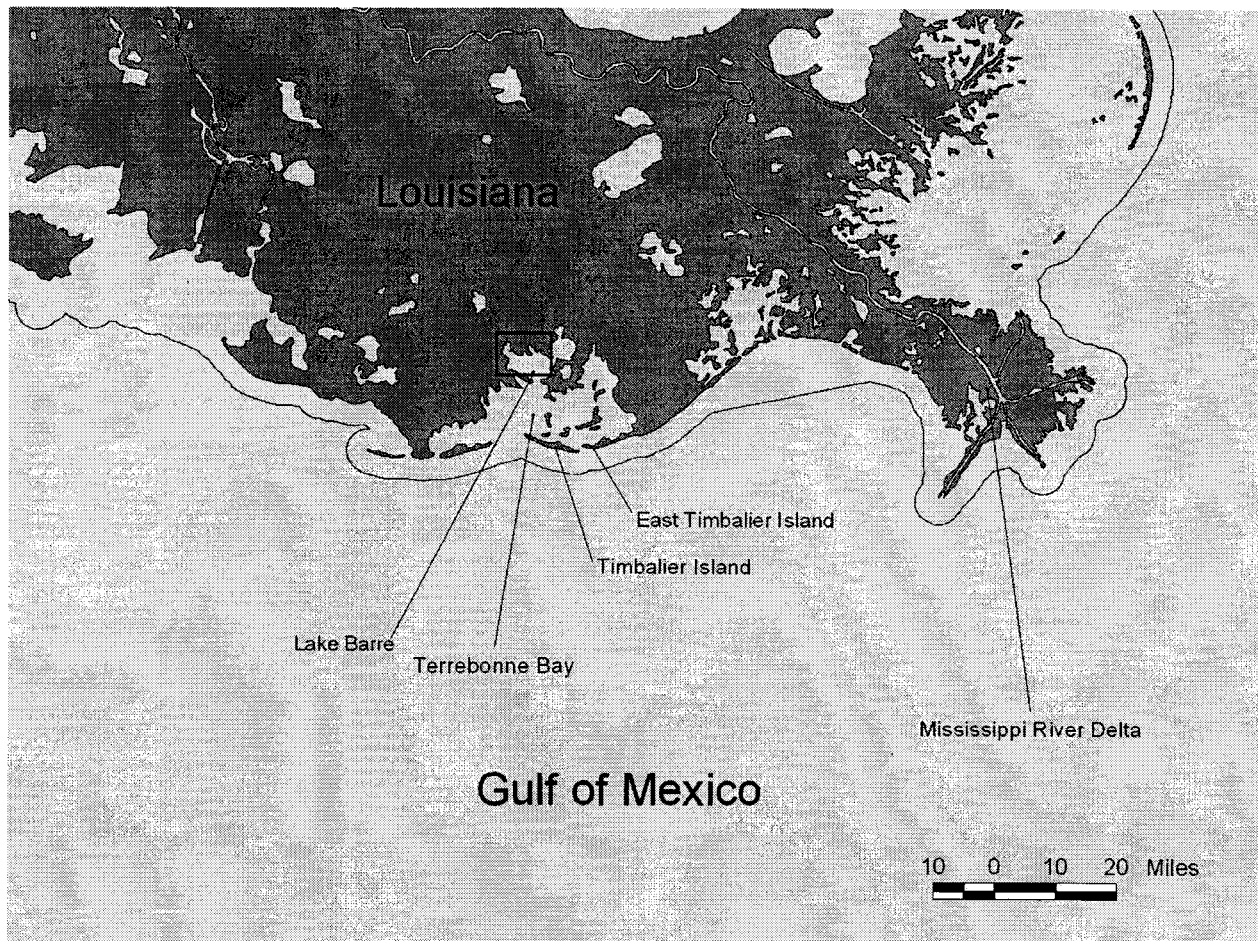 Louisiana
East Timbalier Island
Timbalier Island
Lake Barre
Terrebonne Bay
Mississippi River Delta
Gulf of Mexico
10 0 10 20 Miles